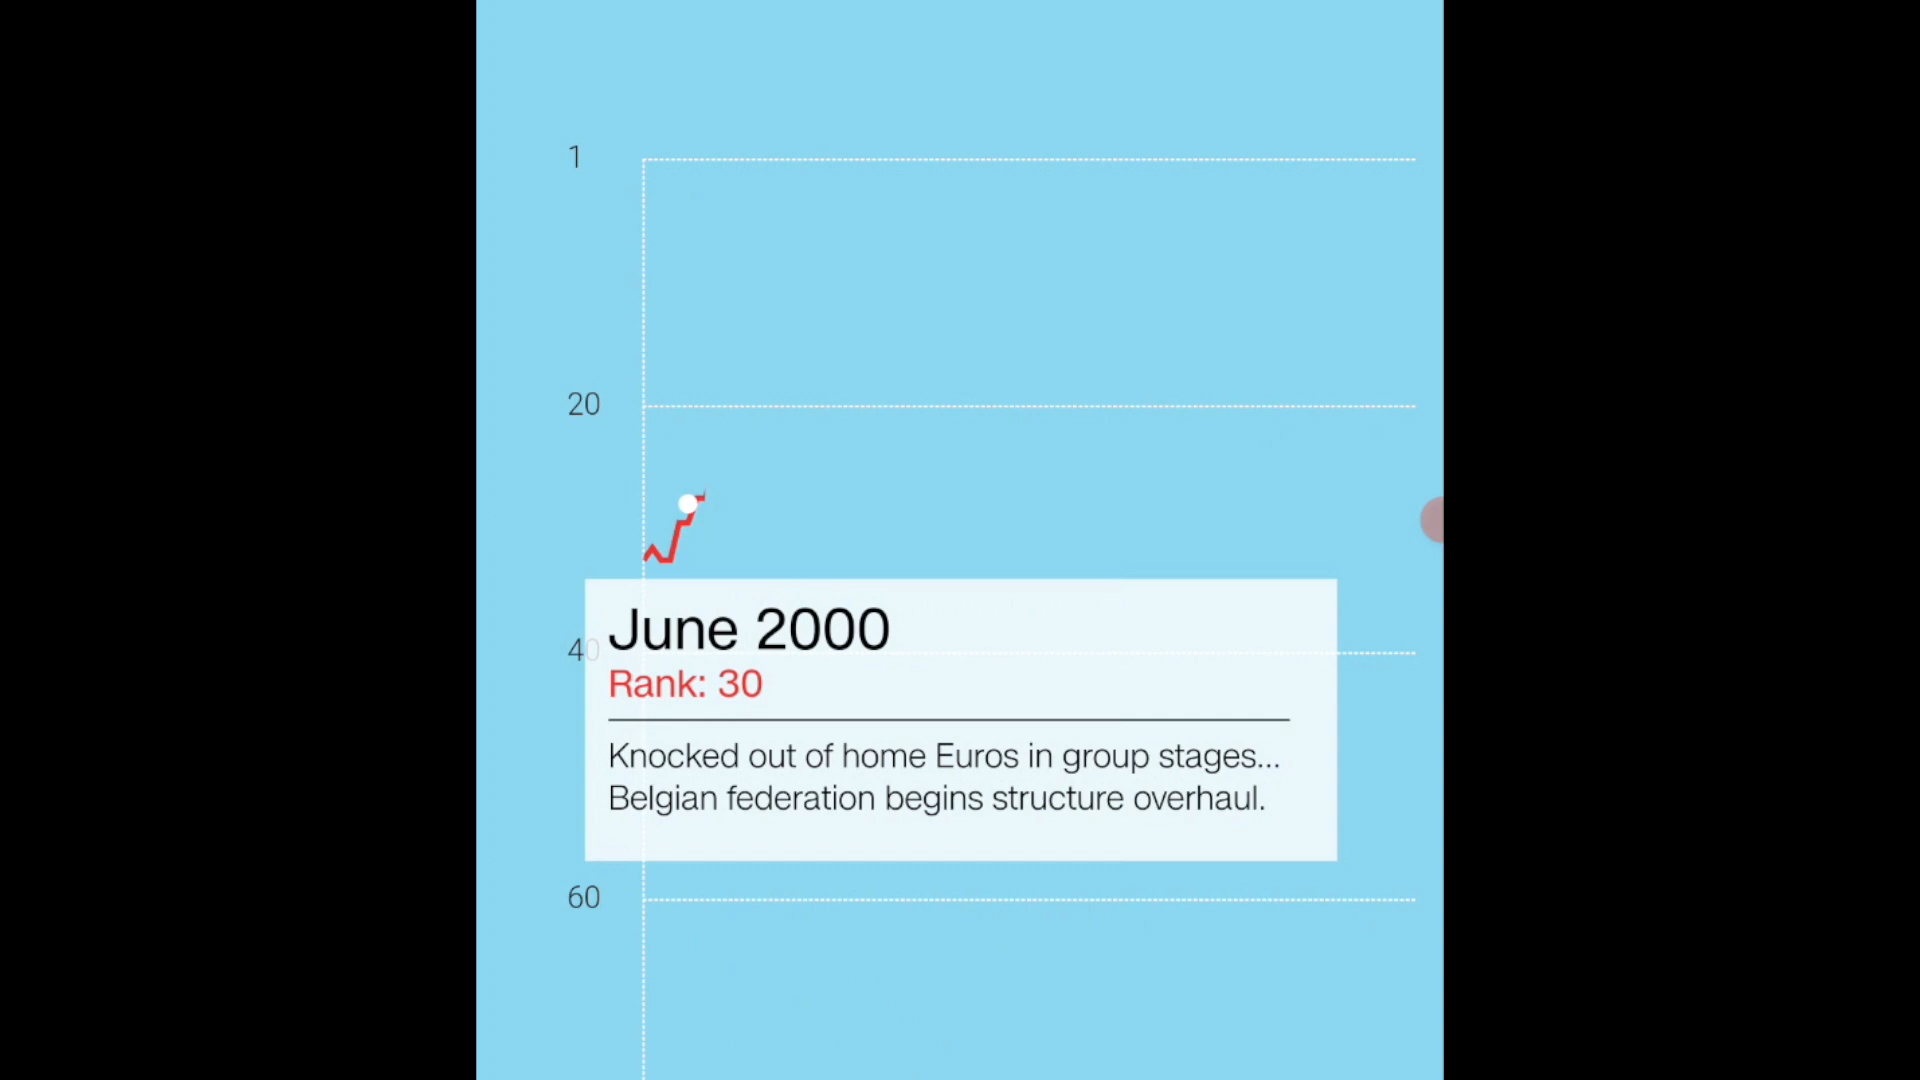 1
20
40
June 2000
Rank: 30
Knocked out of home Euros in group stages...
Belgian federation begins structure overhaul.
60